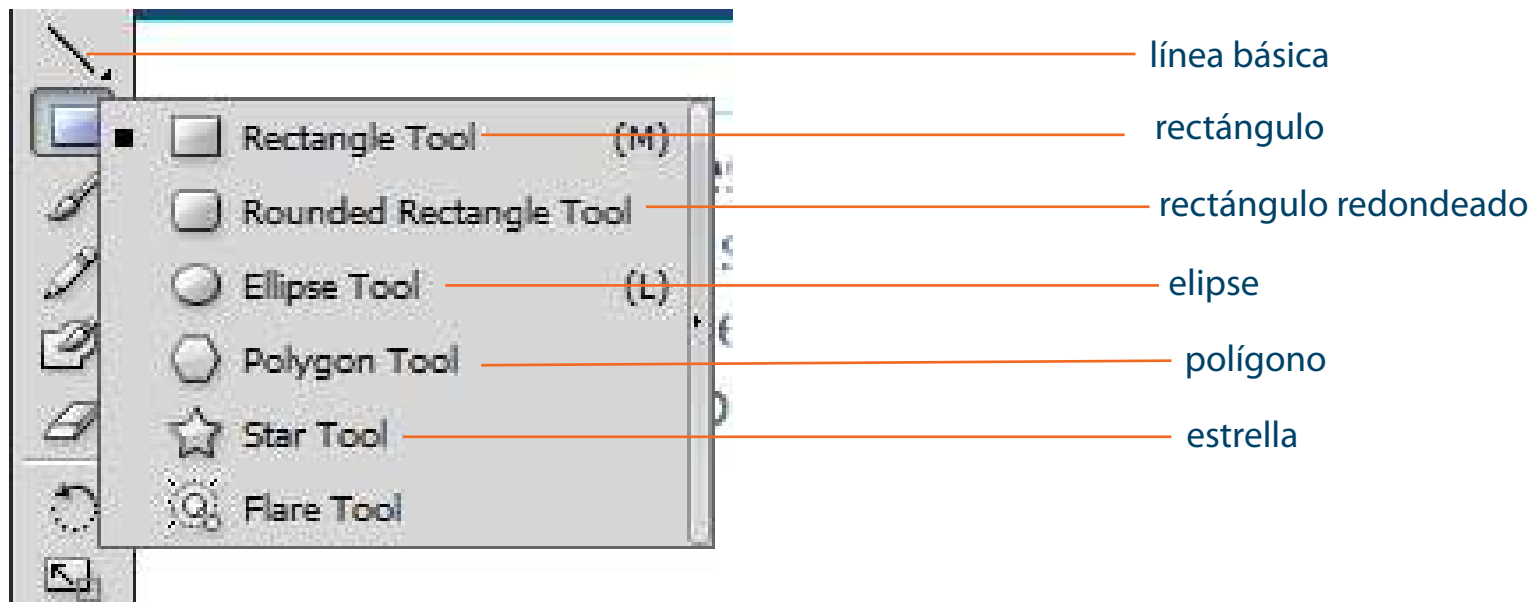 línea básica
Rectangle Tool (M) rectángulo
Rounded Rectangle Tool rectángulo redondeado
Ellipse Tool (L) elipse
Polygon Tool polígono
Star Tool estrella
Flare Tool